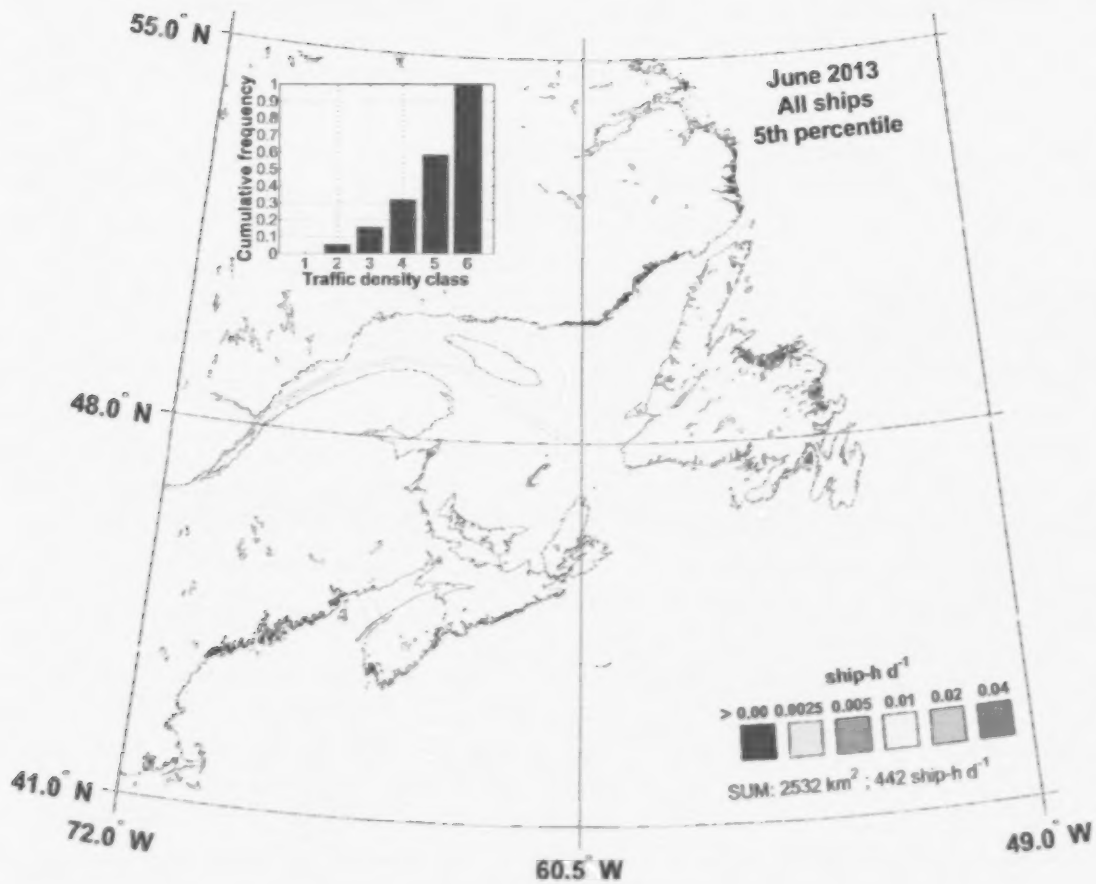 55.0° N
June 2013
All ships
5th percentile
Cumulative frequency
1
0.9
0.8
0.7
0.6
0.5
0.4
0.3
0.2
0.1
0
1 2 3 4 5 6
Traffic density class
48.0° N
ship-h d⁻¹
> 0.00 0.0025 0.005 0.01 0.02 0.04
SUM: 2532 km² ; 442 ship-h d⁻¹
41.0° N
72.0° W
60.5° W
49.0° W